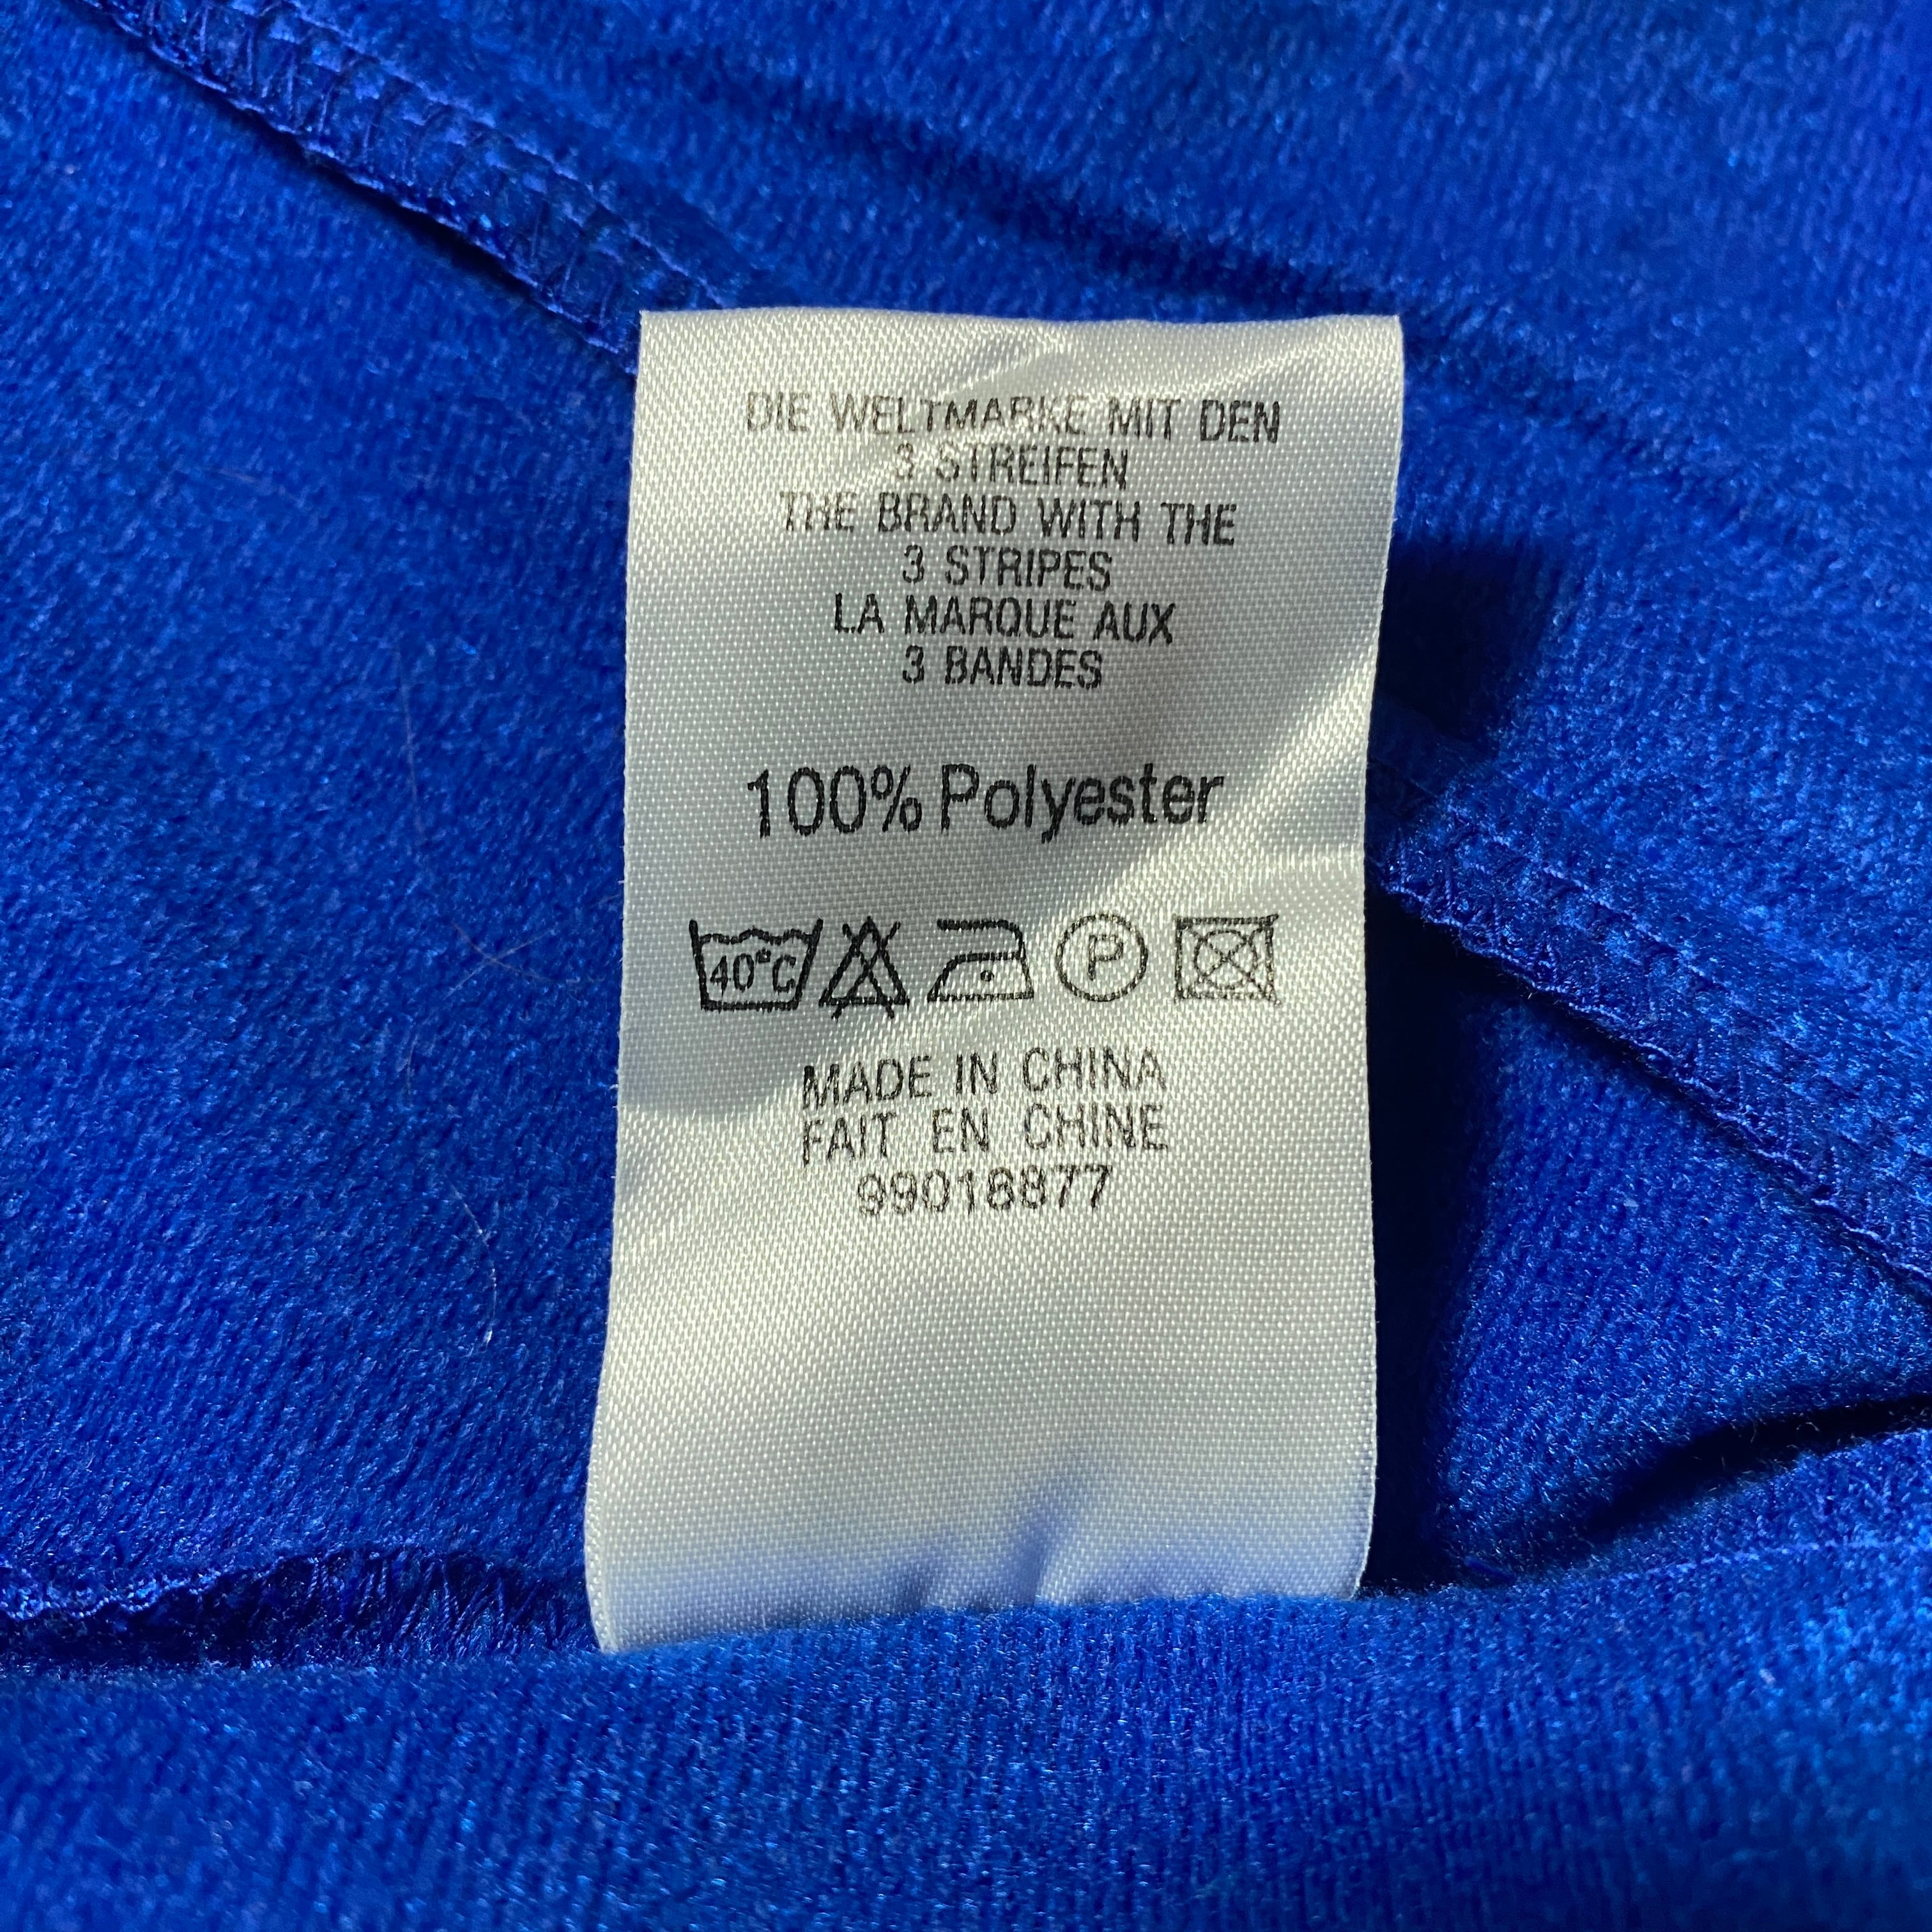 DIE WELTMARKE MIT DEN
3 STREIFEN
THE BRAND WITH THE
3 STRIPES
LA MARQUE AUX
3 BANDES
100% Polyester
40°C P
MADE IN CHINA
FAIT EN CHINE
99016877